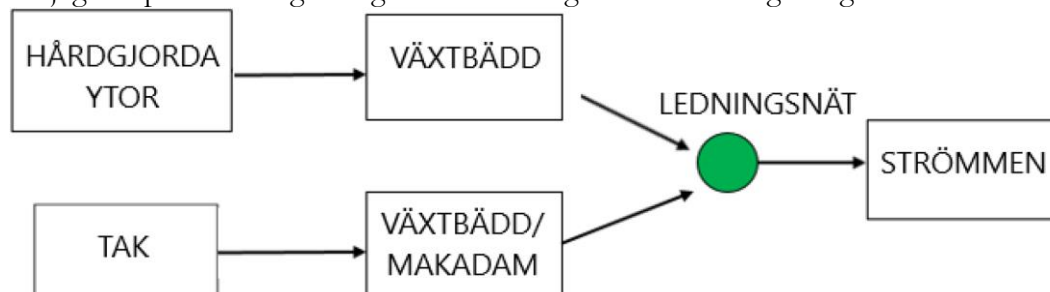 HÅRDGJORDA
YTOR
VÄXTBÄDD
LEDNINGSNÄT
STRÖMMEN
TAK
VÄXTBÄDD/
MAKADAM